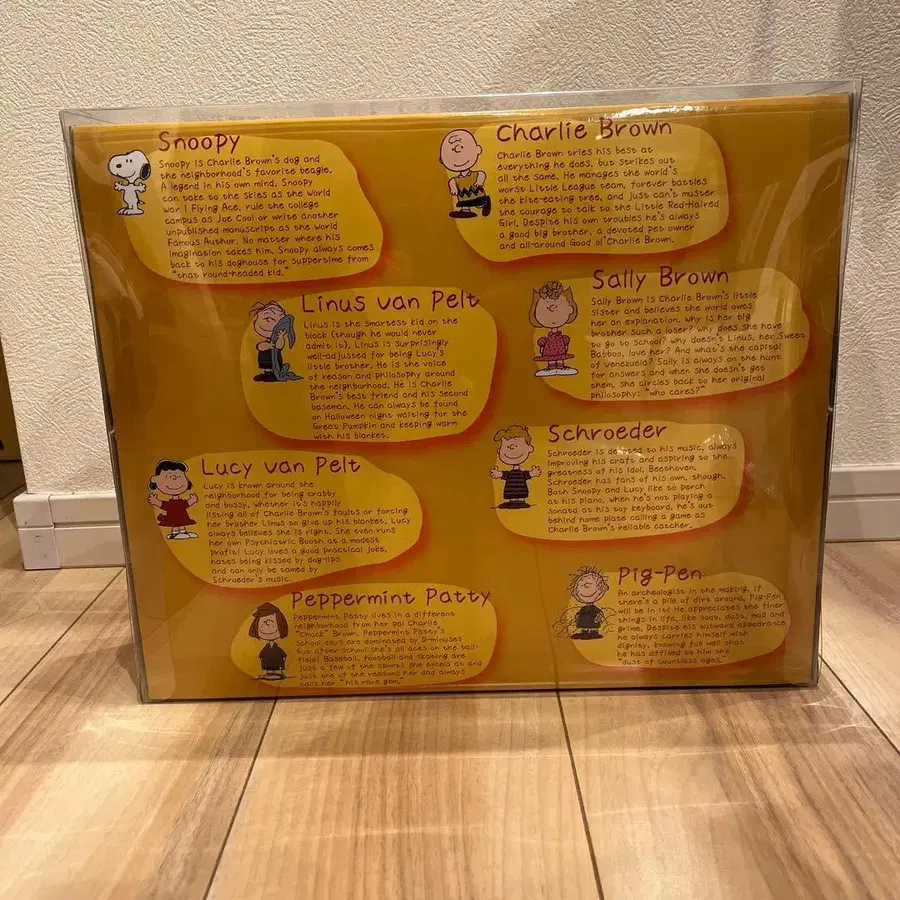 Snoopy
Snoopy is Charlie Brown's dog and
the neighborhood's favorite beagle.
A legend in his own mind, Snoopy
can take to the skies as the world
war I Flying Ace, rule the college
campus as Joe Cool or write another
unpublished manuscript as the world
Famous Author. No matter where his
imagination takes him, Snoopy always comes
back to his doghouse for suppertime from
"that round-headed kid."
Charlie Brown
Charlie Brown tries his best at
everything he does, but strikes out
all the same. He manages the world's
worst Little League team, forever battles
the kite-eating tree, and just can't muster
the courage to talk to the Little Red-Haired
Girl. Despite his own troubles he's always
a good big brother, a devoted pet owner
and all-around Good ol' Charlie Brown.
Linus van Pelt
Linus is the smartest kid on the
block (though he would never
admit it). Linus is surprisingly
well-adjusted for being Lucy's
little brother. He is the voice
of reason and philosophy around
the neighborhood. He is Charlie
Brown's best friend and his second
baseman. He can always be found
on Halloween night waiting for the
Great Pumpkin and keeping warm
with his blanket.
Sally Brown
Sally Brown is Charlie Brown's little
sister and believes the world owes
her an explanation. why is her big
brother such a loser? why does she have
to go to School? why doesn't Linus, her Sweet
Babboo, love her? And what's the capital
of venezuela? Sally is always on the hunt
for answers and when she doesn't get
them, she circles back to her original
philosophy: "who cares?"
Lucy van Pelt
Lucy is known around the
neighborhood for being crabby
and bossy. whether it's happily
listing all of Charlie Brown's faults or forcing
her brother Linus to give up his blanket, Lucy
always believes she is right. She even runs
her own Psychiatric Booth at a modest
profit! Lucy loves a good practical joke,
hates being kissed by dog-lips
and can only be tamed by
Schroeder's music.
Schroeder
Schroeder is devoted to his music, always
improving his craft and aspiring to the
greatness of his idol, Beethoven.
Schroeder has fans of his own, though.
Both Snoopy and Lucy like to perch
at his piano. when he's not playing a
sonata at his toy keyboard, he's out
behind home plate calling a game as
Charlie Brown's reliable catcher.
Peppermint Patty
Peppermint Patty lives in a different
neighborhood from her pal Charlie
"Chuck" Brown. Peppermint Patty's
school days are dominated by D-minuses
but after school she's all aces on the ball-
field! Baseball, football and skating are
just a few of the sports she excels at and
just one of the reasons her dad always
calls her "his rare gem."
Pig-Pen
An archeologist in the making, if
there's a pile of dirt around, Pig-Pen
will be in it! He appreciates the finer
things in life, like soot, dust, mud and
grime. Despite his outward appearance
he always carries himself with
dignity, knowing full well what
he has affixed to him the
"dust of countless ages."